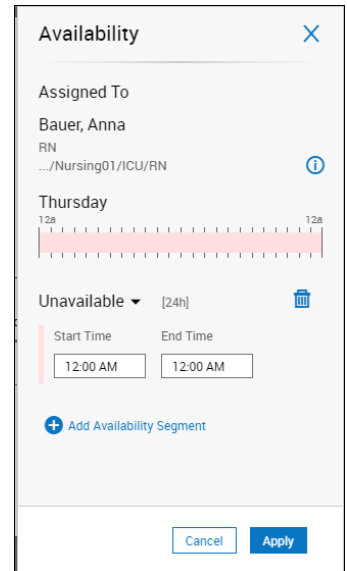 Availability
Assigned To
Bauer, Anna
RN
.../Nursing01/ICU/RN
Thursday
12a 12a
Unavailable [24h]
Start Time End Time
12:00 AM 12:00 AM
Add Availability Segment
Cancel Apply